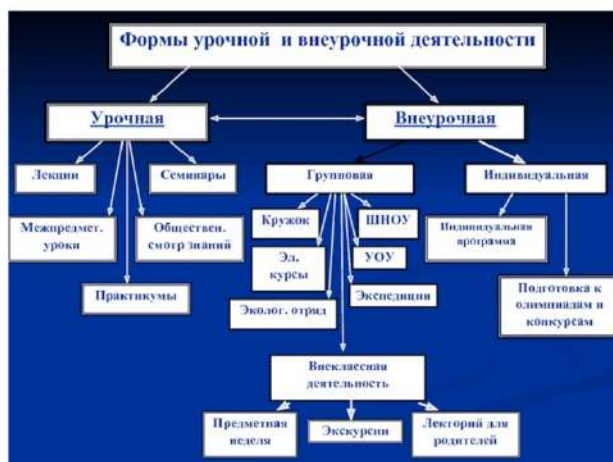 Формы урочной и внеурочной деятельности
Урочная
Внеурочная
Лекции
Семинары
Групповая
Индивидуальная
Межпредмет.
уроки
Обществен.
смотр знаний
Кружок
ШНОУ
Индивидуальная
программа
Эл.
курсы
УОУ
Практикумы
Эколог. отряд
Экспедиции
Подготовка к
олимпиадам и
конкурсам
Внеклассная
деятельность
Предметная
неделя
Экскурсии
Лекторий для
родителей